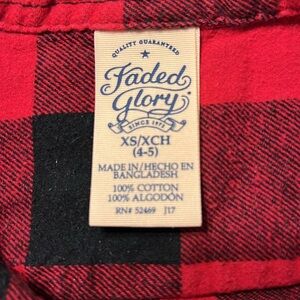 QUALITY GUARANTEED
Faded
Glory
SINCE 1972
XS/XCH
(4-5)
MADE IN/HECHO EN
BANGLADESH
100% COTTON
100% ALGODÓN
RN# 52469 J17